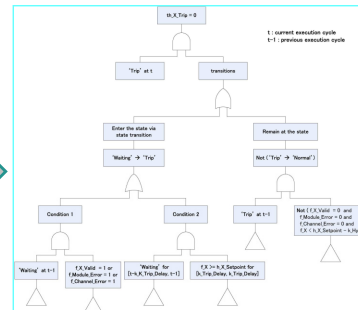 th_X_Trip = 0
t : current execution cycle
t-1 : previous execution cycle
'Trip' at t
transitions
Enter the state via
state transition
Remain at the state
'Waiting' → 'Trip'
Not ('Trip' → 'Normal')
Condition 1
Condition 2
'Trip' at t-1
Not ( f_X_Valid = 0 and
f_Module_Error = 0 and
f_Channel_Error = 0 and
f_X < h_X_Setpoint - k_Hy
'Waiting' at t-1
f_X_Valid = 1 or
f_Module_Error = 1 or
f_Channel_Error = 1
'Waiting' for
[t-k_X_Trip_Delay, t-1]
f_X >= h_X_Setpoint for
[k_Trip_Delay, k_Trip_Delay]